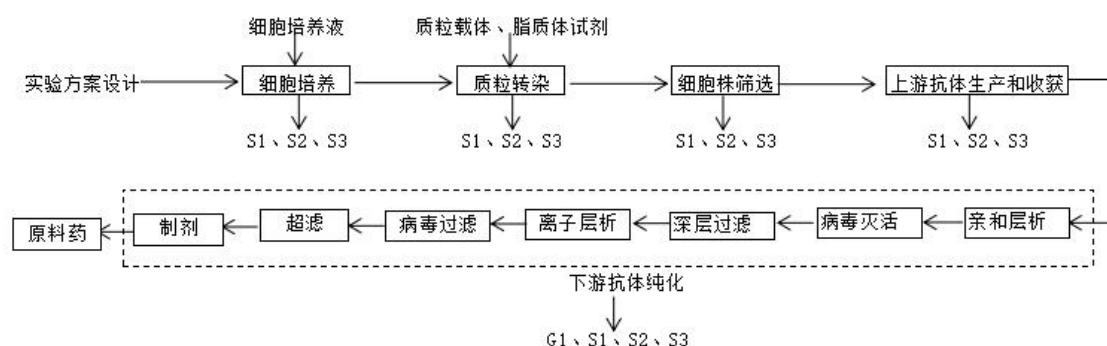 细胞培养液
质粒载体、脂质体试剂
实验方案设计
细胞培养
质粒转染
细胞株筛选
上游抗体生产和收获
S1、S2、S3
S1、S2、S3
S1、S2、S3
S1、S2、S3
原料药
制剂
超滤
病毒过滤
离子层析
深层过滤
病毒灭活
亲和层析
下游抗体纯化
G1、S1、S2、S3